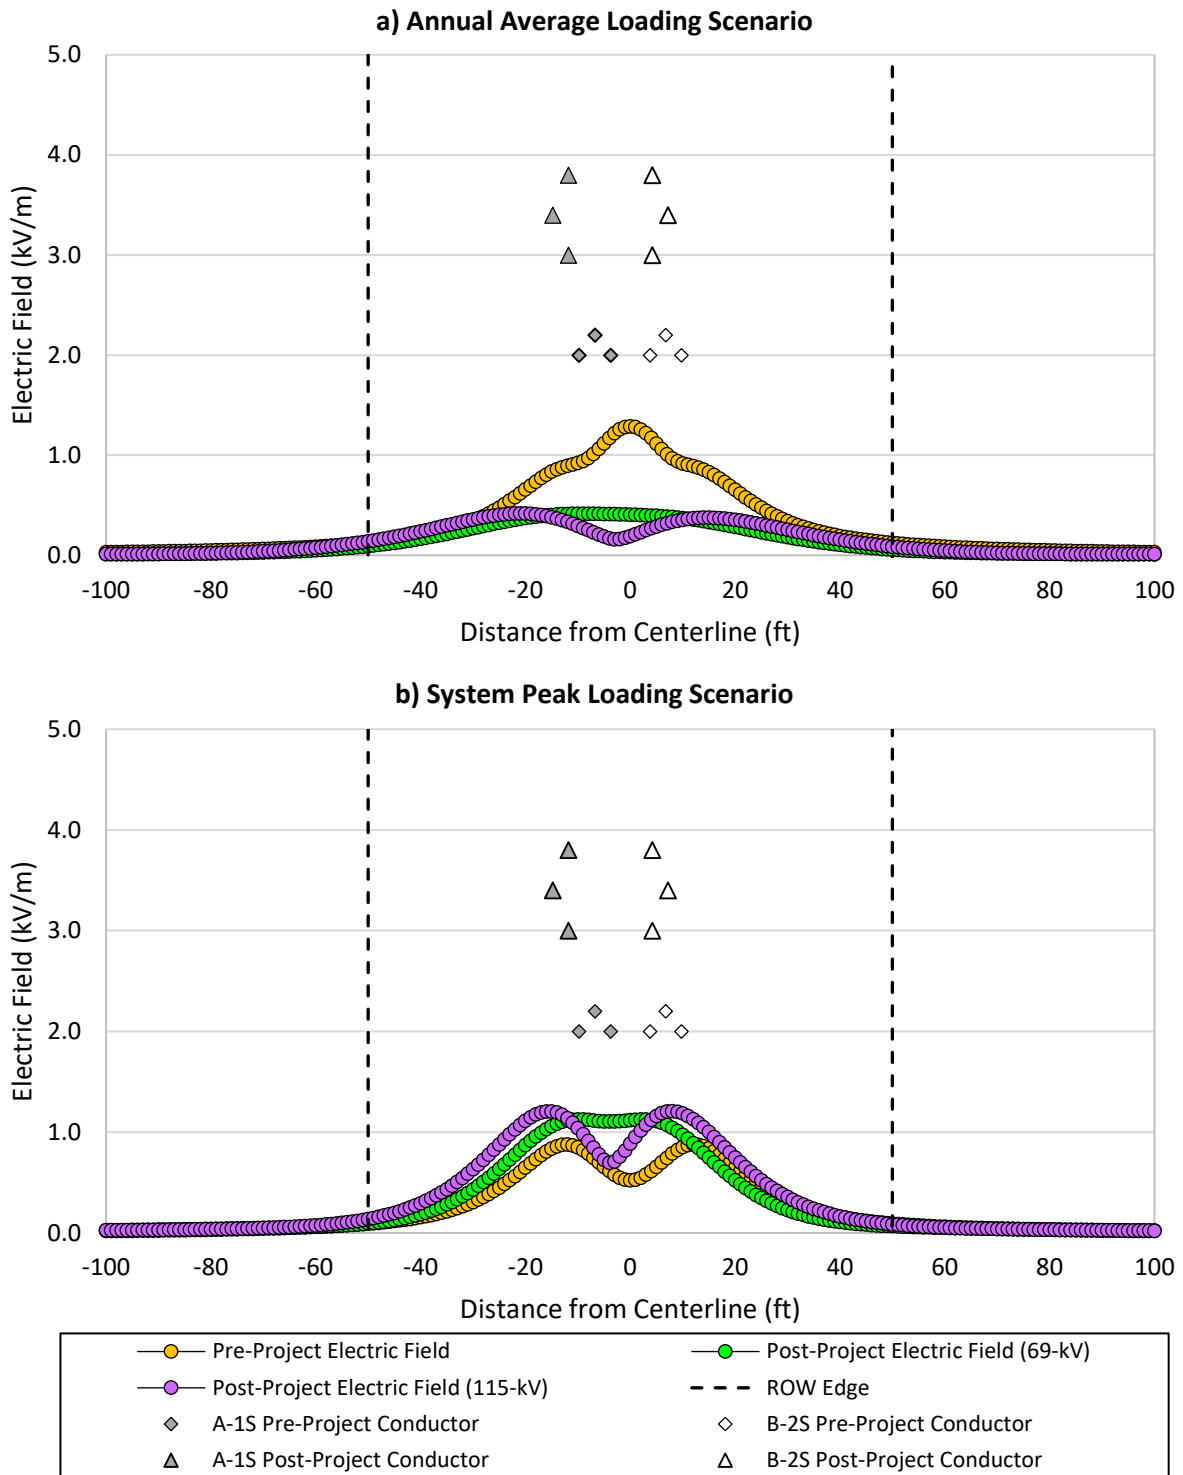 a) Annual Average Loading Scenario
5.0
4.0
3.0
2.0
1.0
0.0
Electric Field (kV/m)
-100 -80 -60 -40 -20 0 20 40 60 80 100
Distance from Centerline (ft)
b) System Peak Loading Scenario
5.0
4.0
3.0
2.0
1.0
0.0
Electric Field (kV/m)
-100 -80 -60 -40 -20 0 20 40 60 80 100
Distance from Centerline (ft)
Pre-Project Electric Field Post-Project Electric Field (69-kV)
Post-Project Electric Field (115-kV) ROW Edge
A-1S Pre-Project Conductor B-2S Pre-Project Conductor
A-1S Post-Project Conductor B-2S Post-Project Conductor